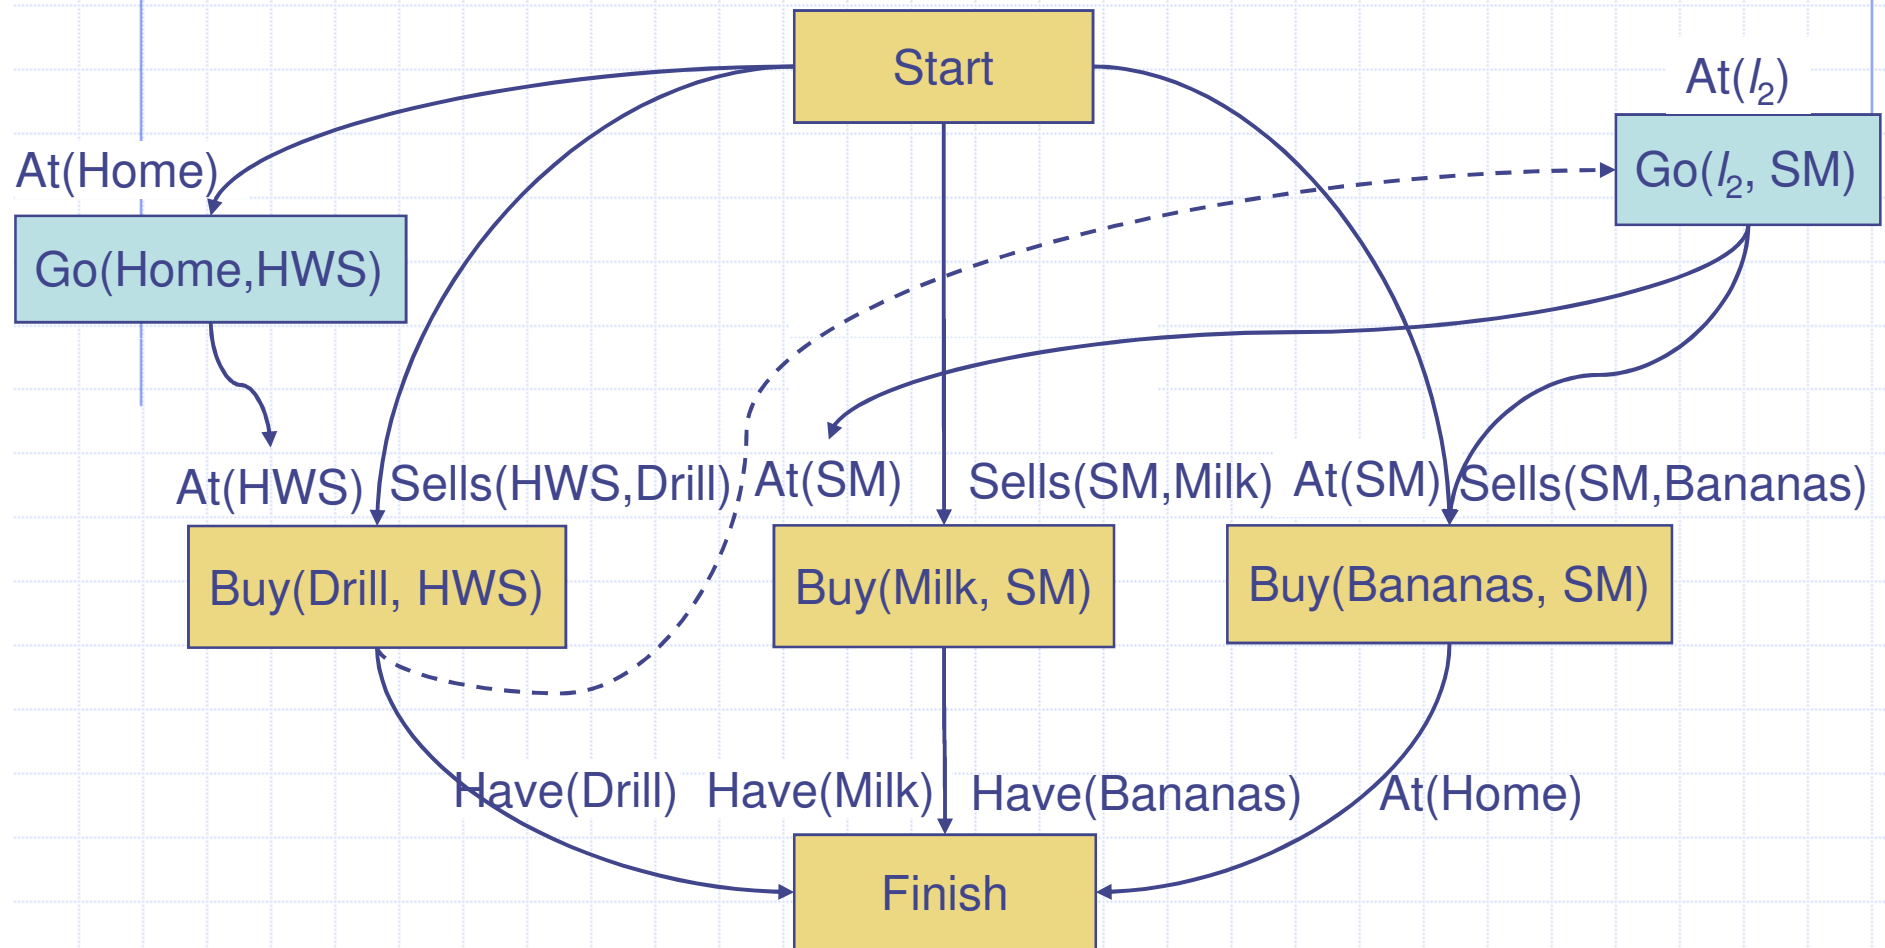 Start
At(l₂)
Go(l₂, SM)
At(Home)
Go(Home,HWS)
At(HWS) Sells(HWS,Drill) At(SM) Sells(SM,Milk) At(SM) Sells(SM,Bananas)
Buy(Drill, HWS) Buy(Milk, SM) Buy(Bananas, SM)
Have(Drill) Have(Milk) Have(Bananas) At(Home)
Finish